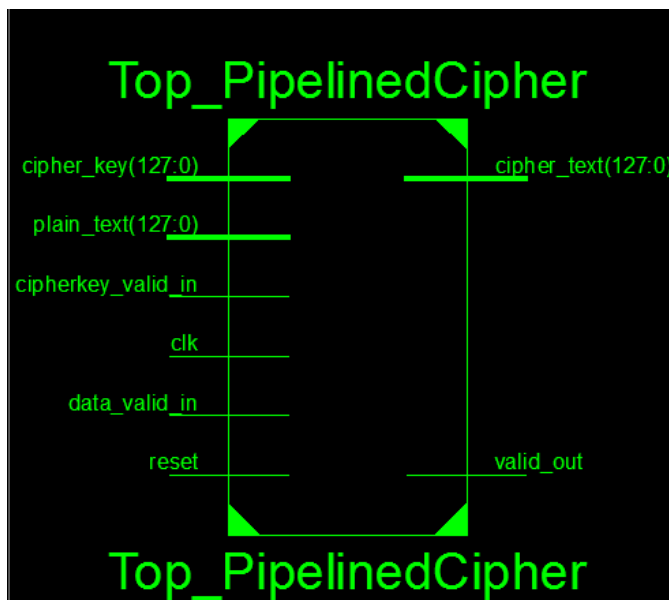 Top_PipelinedCipher
cipher_key(127:0)
cipher_text(127:0)
plain_text(127:0)
cipherkey_valid_in
clk
data_valid_in
reset
valid_out
Top_PipelinedCipher